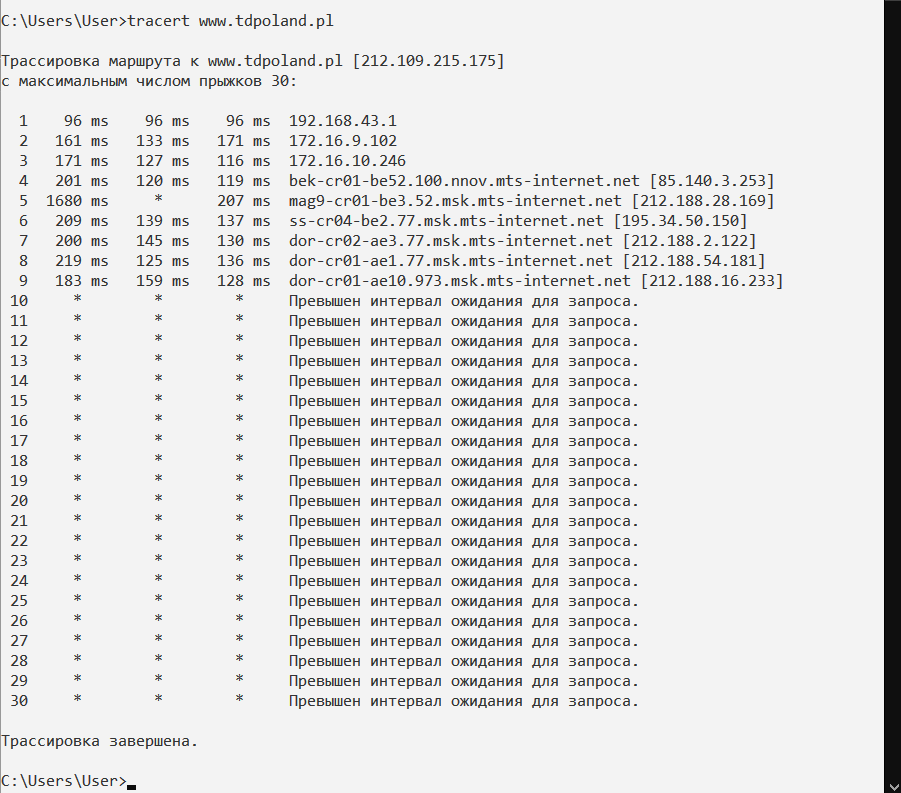 C:\Users\User>tracert www.tdpoland.pl
Трассировка маршрута к www.tdpoland.pl [212.109.215.175]
с максимальным числом прыжков 30:
1 96 ms 96 ms 96 ms 192.168.43.1
2 161 ms 133 ms 171 ms 172.16.9.102
3 171 ms 127 ms 116 ms 172.16.10.246
4 201 ms 120 ms 119 ms bek-cr01-be52.100.nnov.mts-internet.net [85.140.3.253]
5 1680 ms * 207 ms mag9-cr01-be3.52.msk.mts-internet.net [212.188.28.169]
6 209 ms 139 ms 137 ms ss-cr04-be2.77.msk.mts-internet.net [195.34.50.150]
7 200 ms 145 ms 130 ms dor-cr02-ae3.77.msk.mts-internet.net [212.188.2.122]
8 219 ms 125 ms 136 ms dor-cr01-ae1.77.msk.mts-internet.net [212.188.54.181]
9 183 ms 159 ms 128 ms dor-cr01-ae10.973.msk.mts-internet.net [212.188.16.233]
10 * * * Превышен интервал ожидания для запроса.
11 * * * Превышен интервал ожидания для запроса.
12 * * * Превышен интервал ожидания для запроса.
13 * * * Превышен интервал ожидания для запроса.
14 * * * Превышен интервал ожидания для запроса.
15 * * * Превышен интервал ожидания для запроса.
16 * * * Превышен интервал ожидания для запроса.
17 * * * Превышен интервал ожидания для запроса.
18 * * * Превышен интервал ожидания для запроса.
19 * * * Превышен интервал ожидания для запроса.
20 * * * Превышен интервал ожидания для запроса.
21 * * * Превышен интервал ожидания для запроса.
22 * * * Превышен интервал ожидания для запроса.
23 * * * Превышен интервал ожидания для запроса.
24 * * * Превышен интервал ожидания для запроса.
25 * * * Превышен интервал ожидания для запроса.
26 * * * Превышен интервал ожидания для запроса.
27 * * * Превышен интервал ожидания для запроса.
28 * * * Превышен интервал ожидания для запроса.
29 * * * Превышен интервал ожидания для запроса.
30 * * * Превышен интервал ожидания для запроса.
Трассировка завершена.
C:\Users\User>